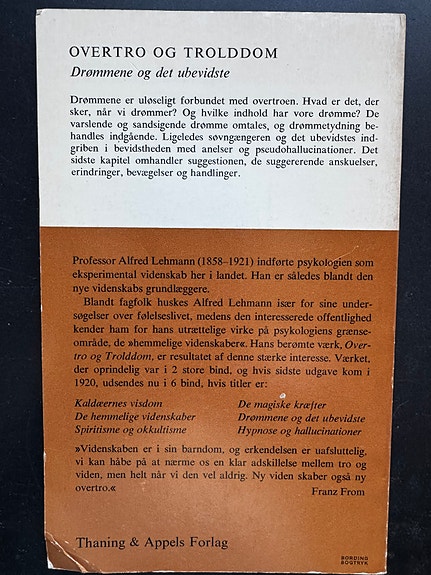 OVERTRO OG TROLDDOM
Drømmene og det ubevidste
Drømmene er uløseligt forbundet med overtroen. Hvad er det, der
sker, når vi drømmer? Og hvilke indhold har vore drømme? De
varslende og sandsigende drømme omtales, og drømmetydning be-
handles indgående. Ligeledes søvngængeren og det ubevidstes ind-
griben i bevidstheden med anelser og pseudohallucinationer. Det
sidste kapitel omhandler suggestionen, de suggererende anskuelser,
erindringer, bevægelser og handlinger.
Professor Alfred Lehmann (1858–1921) indførte psykologien som
eksperimental videnskab her i landet. Han er således blandt den
nye videnskabs grundlæggere.
Blandt fagfolk huskes Alfred Lehmann især for sine under-
søgelser over følelseslivet, medens den interesserede offentlighed
kender ham for hans utrættelige virke på psykologiens grænse-
område, de »hemmelige videnskaber«. Hans berømte værk, Over-
tro og Trolddom, er resultatet af denne stærke interesse. Værket,
der oprindelig var i 2 store bind, og hvis sidste udgave kom i
1920, udsendes nu i 6 bind, hvis titler er:
Kaldæernes visdom
De hemmelige videnskaber
Spiritisme og okkultisme
De magiske kræfter
Drømmene og det ubevidste
Hypnose og hallucinationer
»Videnskaben er i sin barndom, og erkendelsen er uafsluttelig,
vi kan håbe på at nærme os en klar adskillelse mellem tro og
viden, men helt når vi den vel aldrig. Ny viden skaber også ny
overtro.«
Franz From
Thaning & Appels Forlag
BORDING
BOGTRYK